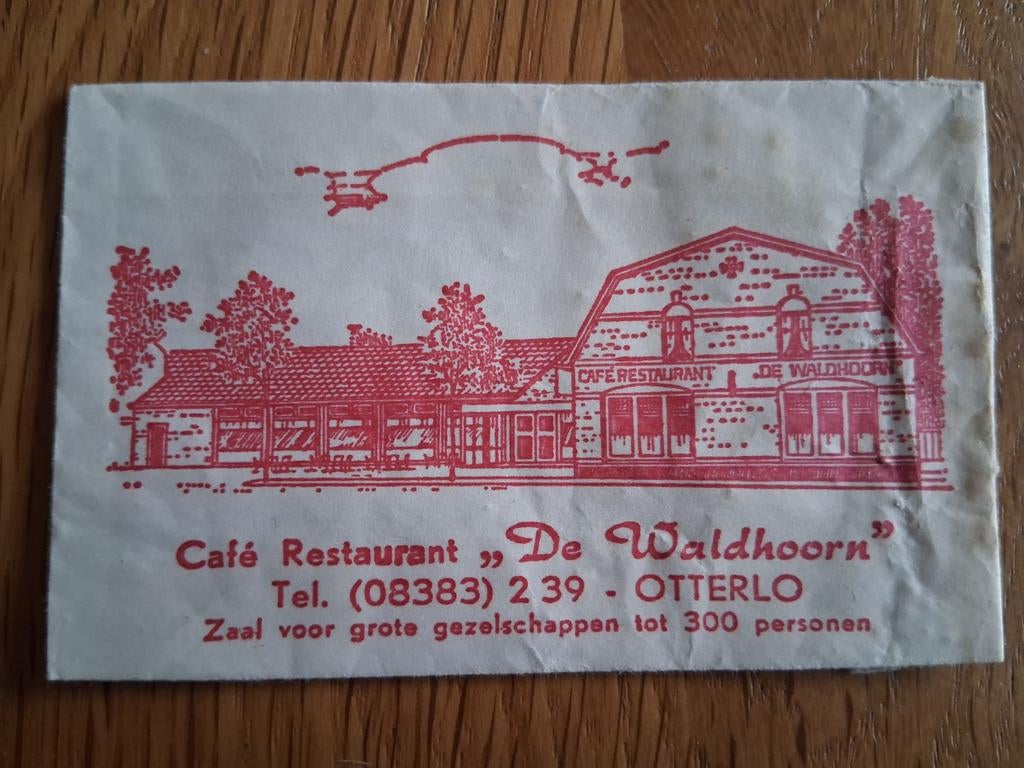 CAFÉ RESTAURANT DE WALDHOORN
Café Restaurant „De Waldhoorn”
Tel. (08383) 2 39 - OTTERLO
Zaal voor grote gezelschappen tot 300 personen